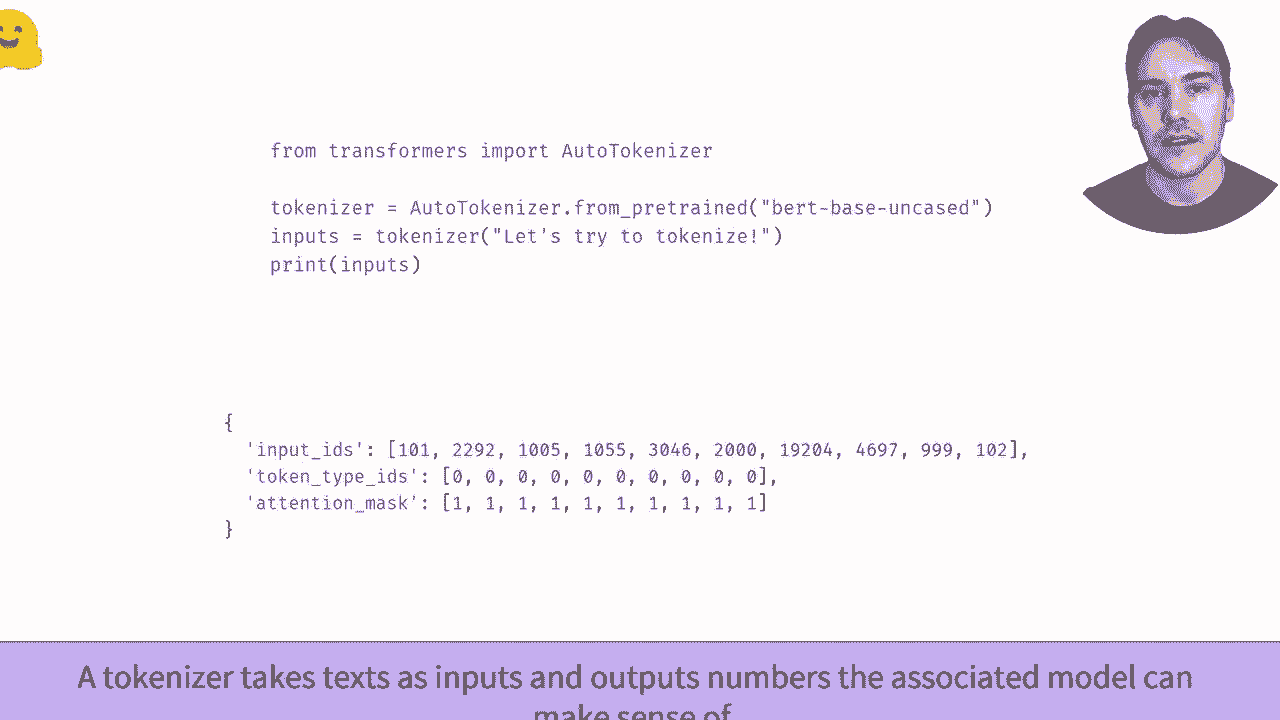 from transformers import AutoTokenizer
tokenizer = AutoTokenizer.from_pretrained("bert-base-uncased")
inputs = tokenizer("Let's try to tokenize!")
print(inputs)
{
'input_ids': [101, 2292, 1005, 1055, 3046, 2000, 19204, 4697, 999, 102],
'token_type_ids': [0, 0, 0, 0, 0, 0, 0, 0, 0, 0],
'attention_mask': [1, 1, 1, 1, 1, 1, 1, 1, 1, 1]
}
A tokenizer takes texts as inputs and outputs numbers the associated model can
make sense of